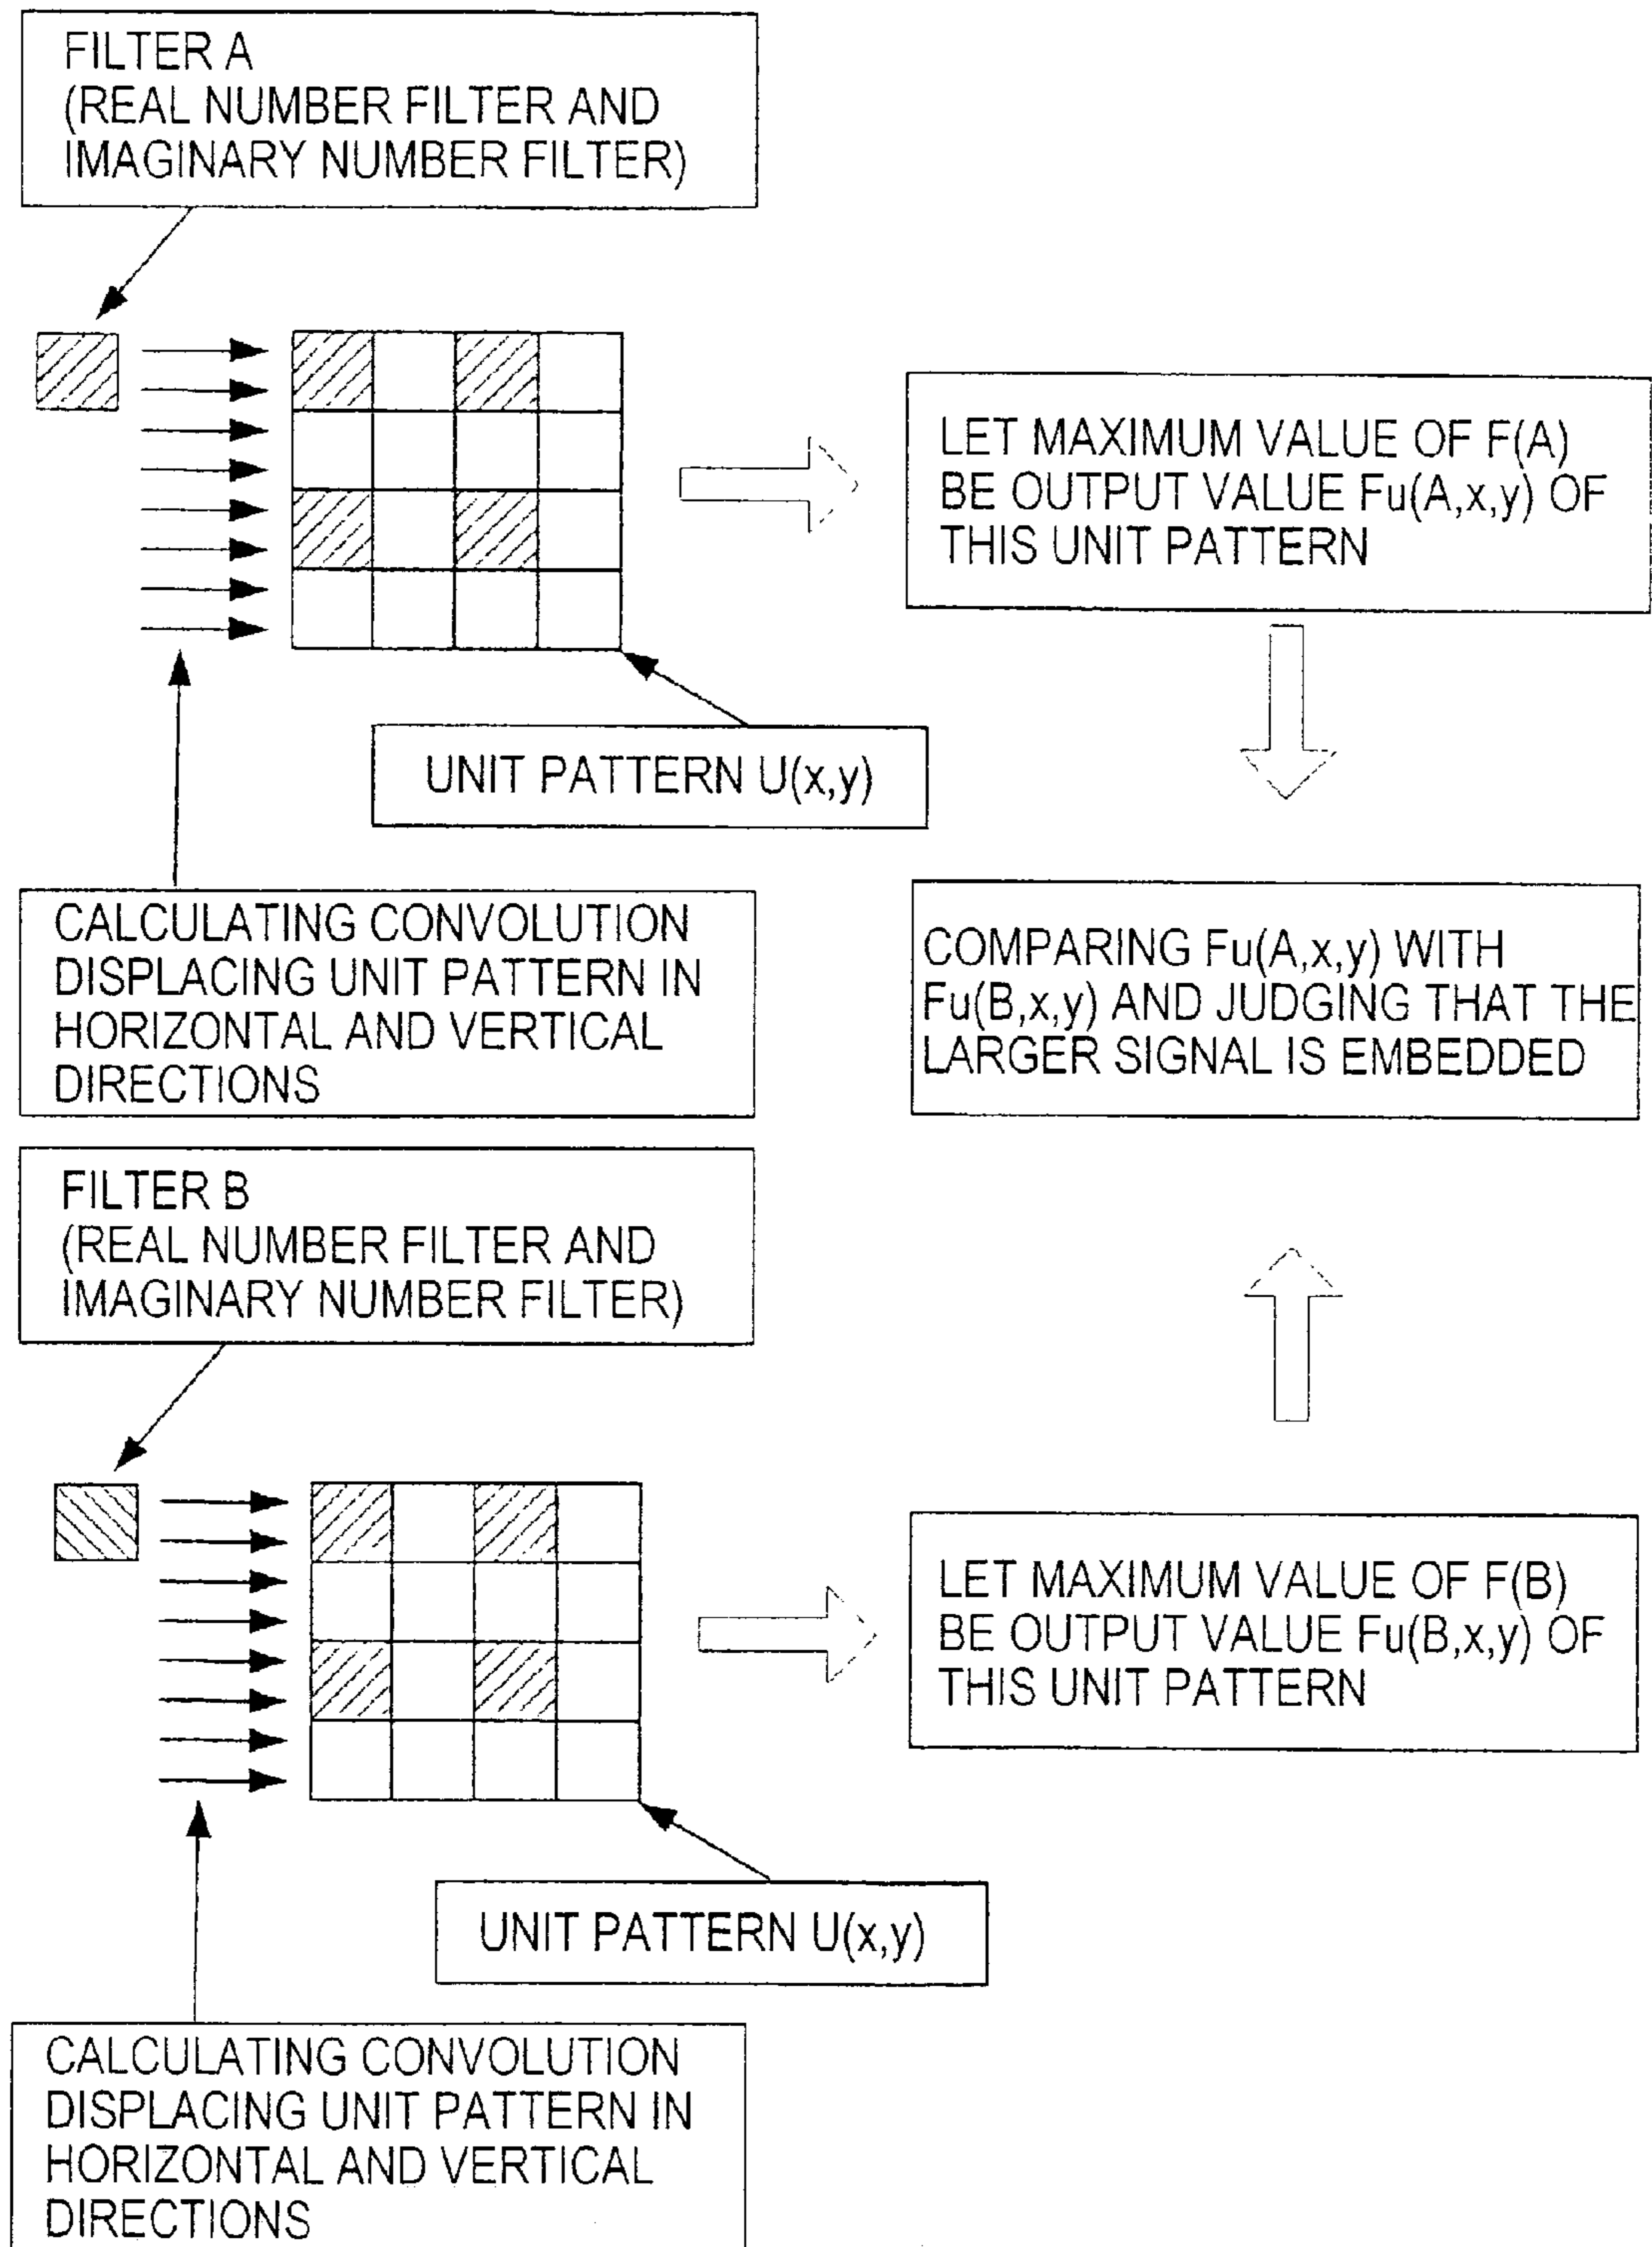 FILTER A
(REAL NUMBER FILTER AND
IMAGINARY NUMBER FILTER)
LET MAXIMUM VALUE OF F(A)
BE OUTPUT VALUE Fu(A,x,y) OF
THIS UNIT PATTERN
UNIT PATTERN U(x,y)
CALCULATING CONVOLUTION
DISPLACING UNIT PATTERN IN
HORIZONTAL AND VERTICAL
DIRECTIONS
COMPARING Fu(A,x,y) WITH
Fu(B,x,y) AND JUDGING THAT THE
LARGER SIGNAL IS EMBEDDED
FILTER B
(REAL NUMBER FILTER AND
IMAGINARY NUMBER FILTER)
LET MAXIMUM VALUE OF F(B)
BE OUTPUT VALUE Fu(B,x,y) OF
THIS UNIT PATTERN
UNIT PATTERN U(x,y)
CALCULATING CONVOLUTION
DISPLACING UNIT PATTERN IN
HORIZONTAL AND VERTICAL
DIRECTIONS